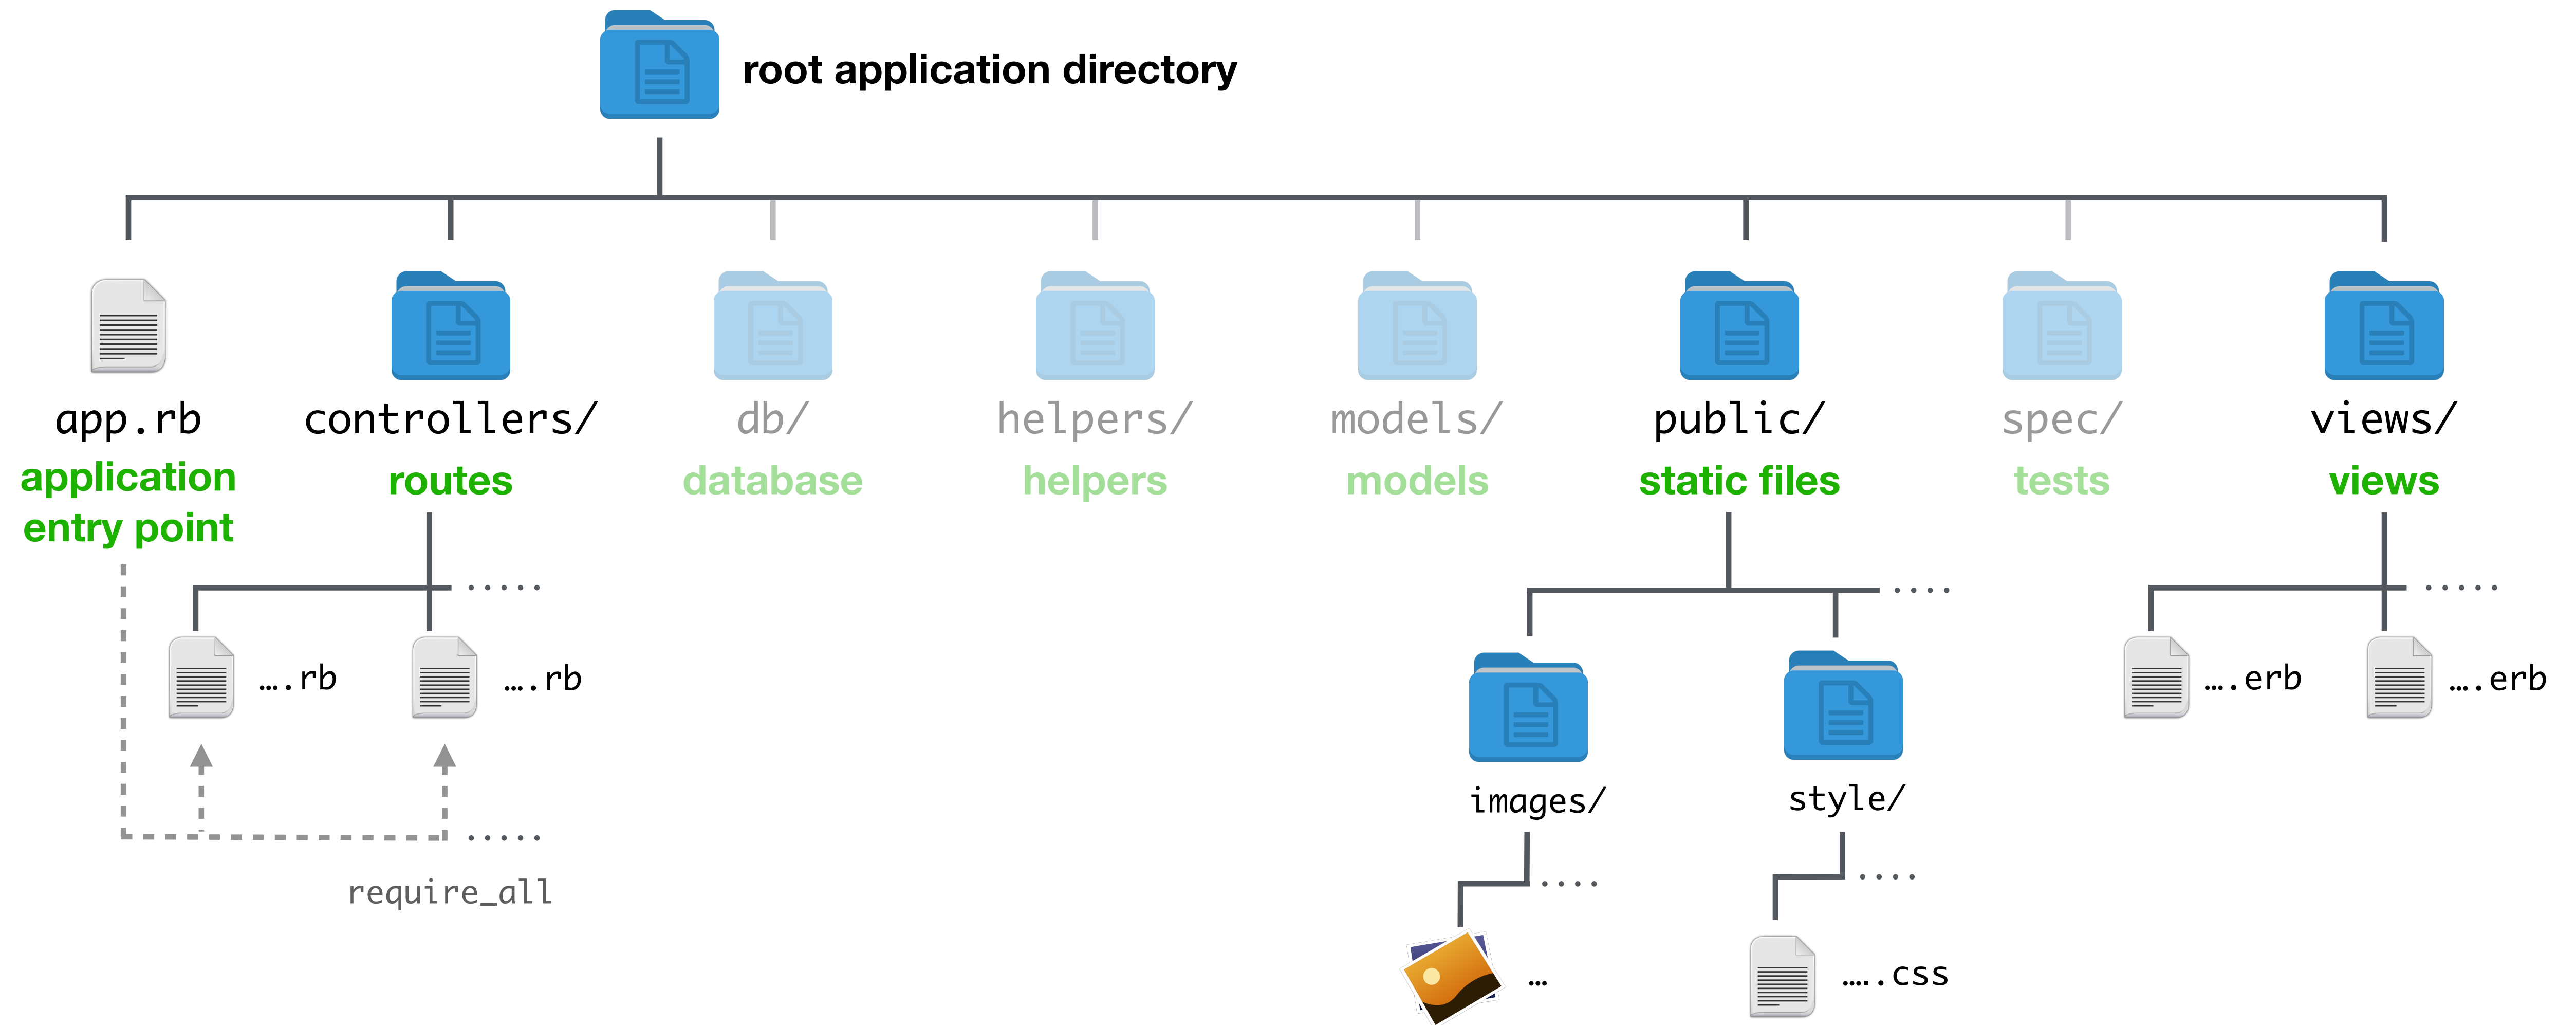 root application directory
app.rb
controllers/
db/
helpers/
models/
public/
spec/
views/
application
entry point
routes
database
helpers
models
static files
tests
views
.....
....
.....
….rb
….rb
….erb
….erb
images/
style/
.....
require_all
....
....
…
…..css